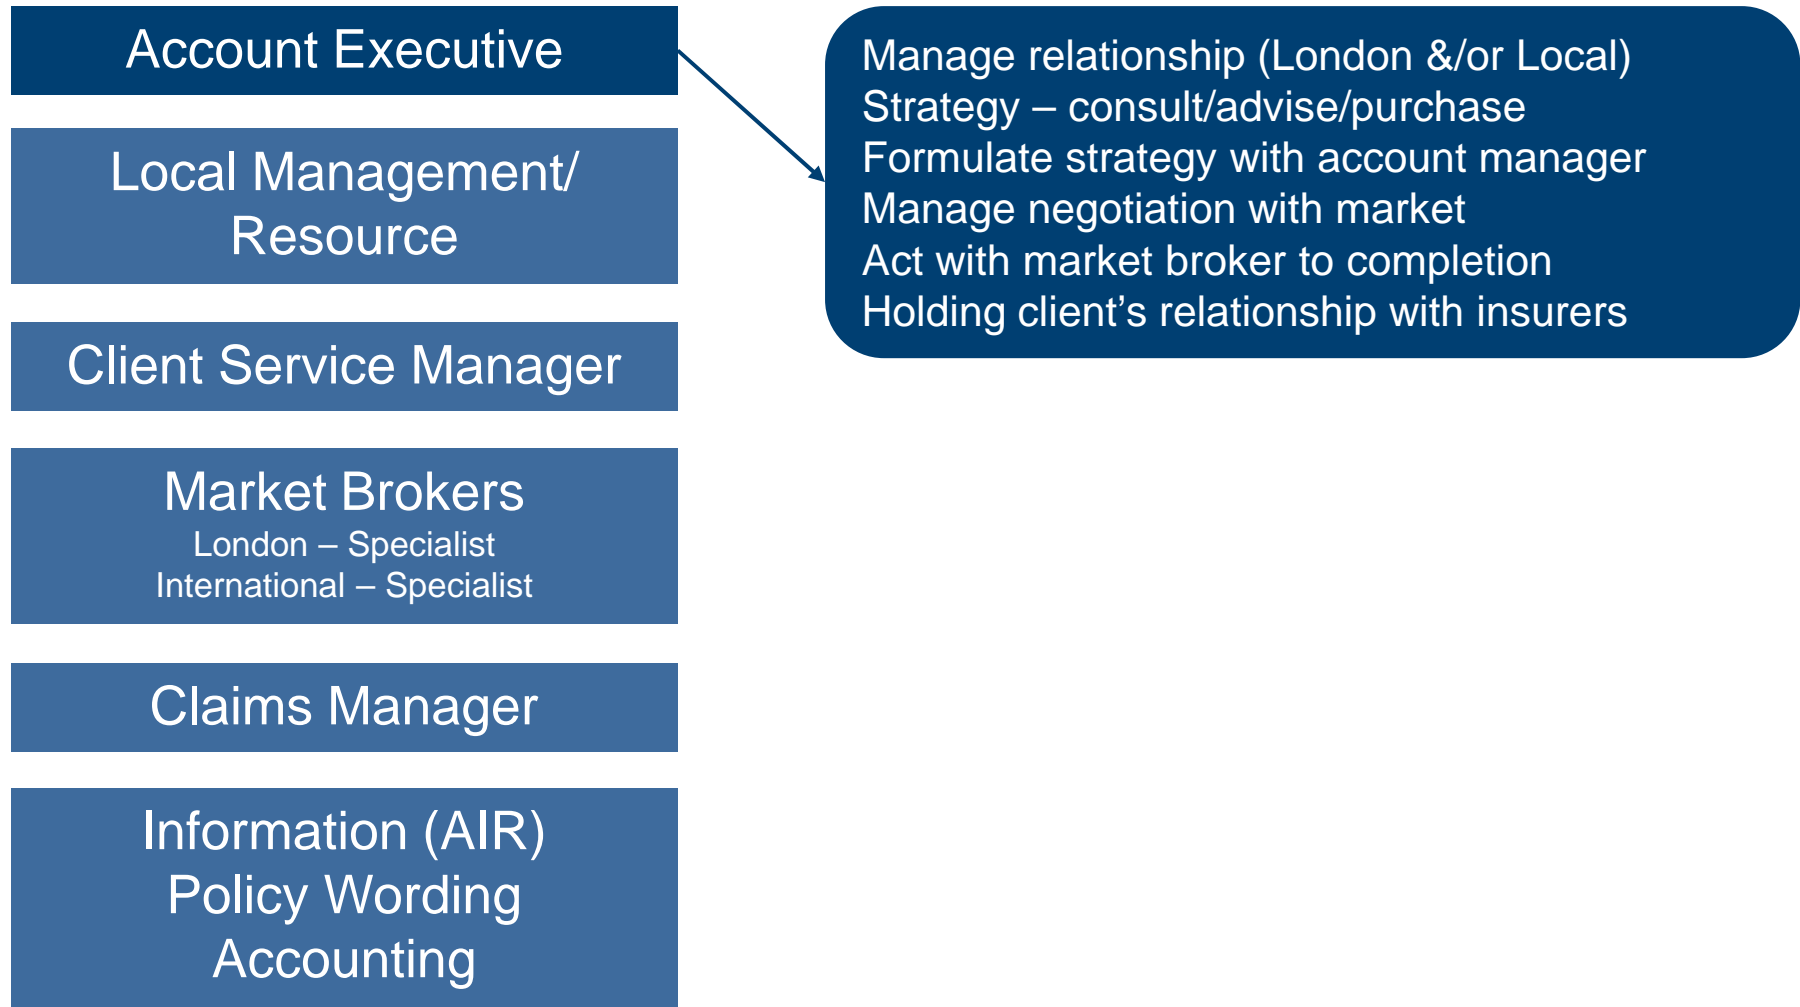 Account Executive
Local Management/
Resource
Client Service Manager
Market Brokers
London – Specialist
International – Specialist
Claims Manager
Information (AIR)
Policy Wording
Accounting
Manage relationship (London &/or Local)
Strategy – consult/advise/purchase
Formulate strategy with account manager
Manage negotiation with market
Act with market broker to completion
Holding client’s relationship with insurers